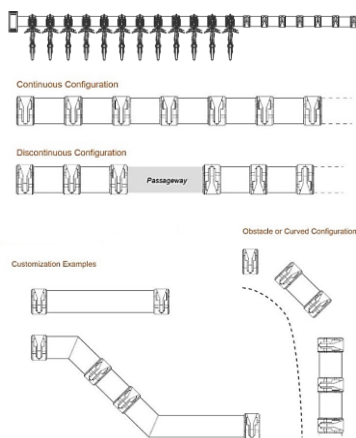 Continuous Configuration
Discontinuous Configuration
Passageway
Obstacle or Curved Configuration
Customization Examples